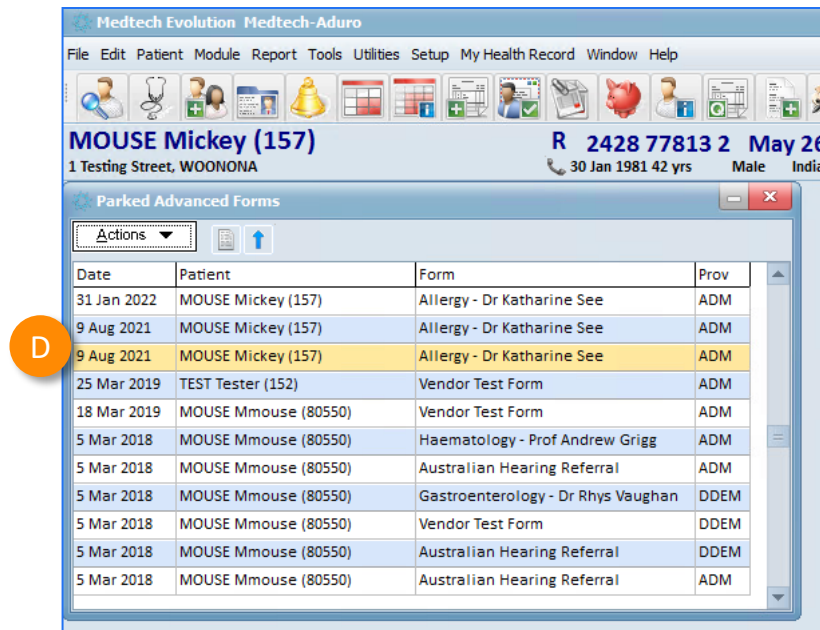 Medtech Evolution Medtech-Aduro
File Edit Patient Module Report Tools Utilities Setup My Health Record Window Help
MOUSE Mickey (157) R 2428 77813 2 May 26
1 Testing Street, WOONONA 30 Jan 1981 42 yrs Male India
Parked Advanced Forms
Actions
Date Patient Form Prov
31 Jan 2022 MOUSE Mickey (157) Allergy - Dr Katharine See ADM
9 Aug 2021 MOUSE Mickey (157) Allergy - Dr Katharine See ADM
D 9 Aug 2021 MOUSE Mickey (157) Allergy - Dr Katharine See ADM
25 Mar 2019 TEST Tester (152) Vendor Test Form ADM
18 Mar 2019 MOUSE Mmouse (80550) Vendor Test Form ADM
5 Mar 2018 MOUSE Mmouse (80550) Haematology - Prof Andrew Grigg ADM
5 Mar 2018 MOUSE Mmouse (80550) Australian Hearing Referral ADM
5 Mar 2018 MOUSE Mmouse (80550) Gastroenterology - Dr Rhys Vaughan DDEM
5 Mar 2018 MOUSE Mmouse (80550) Vendor Test Form DDEM
5 Mar 2018 MOUSE Mmouse (80550) Australian Hearing Referral DDEM
5 Mar 2018 MOUSE Mmouse (80550) Australian Hearing Referral ADM